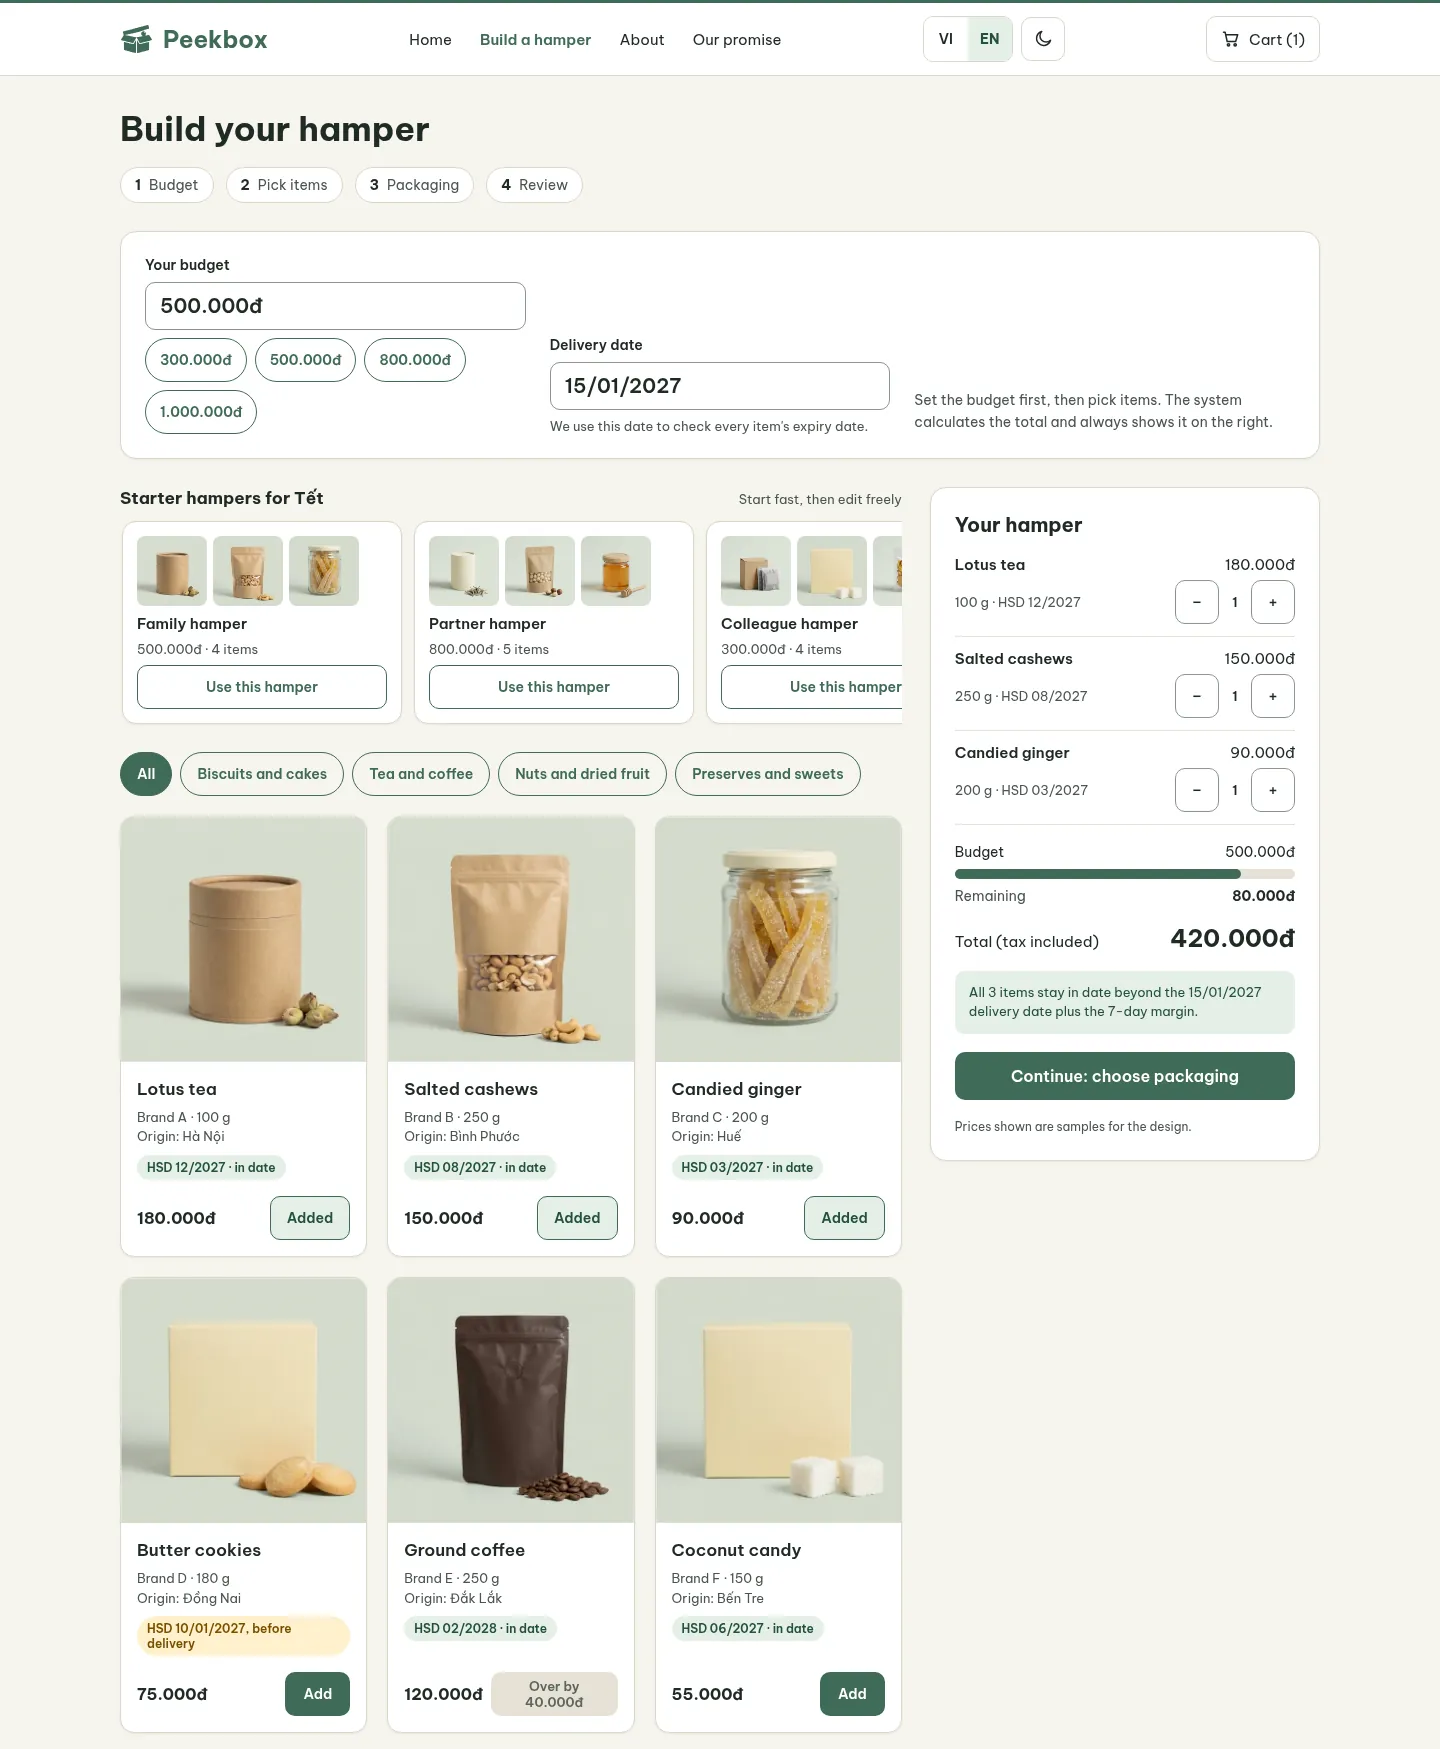 Peekbox
Home
Build a hamper
About
Our promise
VI
EN
Cart (1)
Build your hamper
1 Budget
2 Pick items
3 Packaging
4 Review
Your budget
500.000đ
300.000đ
500.000đ
800.000đ
1.000.000đ
Delivery date
15/01/2027
We use this date to check every item's expiry date.
Set the budget first, then pick items. The system
calculates the total and always shows it on the right.
Starter hampers for Tết
Start fast, then edit freely
Family hamper
500.000đ · 4 items
Use this hamper
Partner hamper
800.000đ · 5 items
Use this hamper
Colleague hamper
300.000đ · 4 items
Use this hamper
All
Biscuits and cakes
Tea and coffee
Nuts and dried fruit
Preserves and sweets
Lotus tea
Brand A · 100 g
Origin: Hà Nội
HSD 12/2027 · in date
180.000đ
Added
Salted cashews
Brand B · 250 g
Origin: Bình Phước
HSD 08/2027 · in date
150.000đ
Added
Candied ginger
Brand C · 200 g
Origin: Huế
HSD 03/2027 · in date
90.000đ
Added
Butter cookies
Brand D · 180 g
Origin: Đồng Nai
HSD 10/01/2027, before
delivery
75.000đ
Add
Ground coffee
Brand E · 250 g
Origin: Đắk Lắk
HSD 02/2028 · in date
120.000đ
Over by
40.000đ
Coconut candy
Brand F · 150 g
Origin: Bến Tre
HSD 06/2027 · in date
55.000đ
Add
Your hamper
Lotus tea
180.000đ
100 g · HSD 12/2027
− 1 +
Salted cashews
150.000đ
250 g · HSD 08/2027
− 1 +
Candied ginger
90.000đ
200 g · HSD 03/2027
− 1 +
Budget
500.000đ
Remaining
80.000đ
Total (tax included)
420.000đ
All 3 items stay in date beyond the 15/01/2027
delivery date plus the 7-day margin.
Continue: choose packaging
Prices shown are samples for the design.